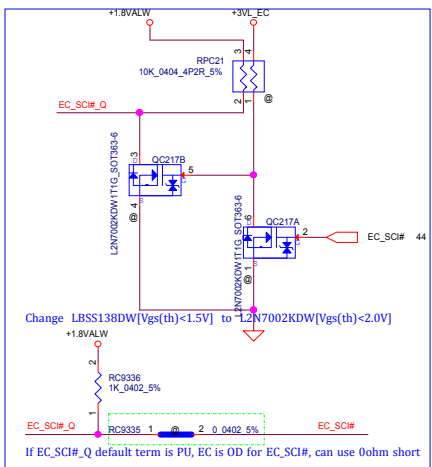 +1.8VALW
+3VL_EC
3
4
RPC21
10K_0404_4P2R_5%
2
1
@
EC_SCI#_Q
3
QC217B
5
L2N7002KDW1T1G_SOT363-6
@
4
6
QC217A
2
EC_SCI# 44
L2N7002KDW1T1G_SOT363-6
@
1
Change LBSS138DW[Vgs(th)<1.5V] to L2N7002KDW[Vgs(th)<2.0V]
+1.8VALW
2
RC9336
1K_0402_5%
1
EC_SCI#_Q
RC9335 1 @ 2 0_0402_5%
EC_SCI#
If EC_SCI#_Q default term is PU, EC is OD for EC_SCI#, can use 0ohm short